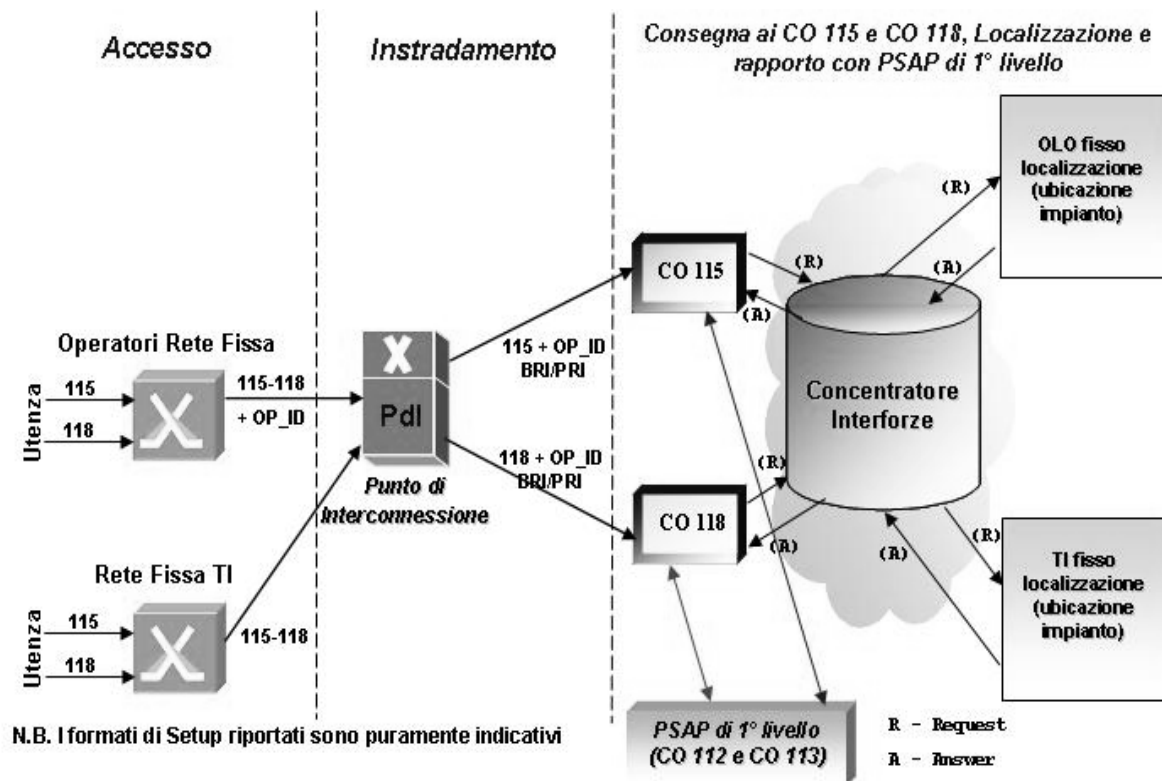 Accesso
Instradamento
Consegna ai CO 115 e CO 118, Localizzazione e
rapporto con PSAP di 1° livello
OLO fisso
localizzazione
(ubicazione
impianto)
(R)
(A)
CO 115
(R)
(A)
Operatori Rete Fissa
Utenza
115
118
115-118
+ OP_ID
PdI
Punto di
Interconnessione
115 + OP_ID
BRI/PRI
118 + OP_ID
BRI/PRI
Concentratore
Interforze
(R)
CO 118
(A)
(A)
(R)
TI fisso
localizzazione
(ubicazione
impianto)
Rete Fissa TI
Utenza
115
118
115-118
N.B. I formati di Setup riportati sono puramente indicativi
PSAP di 1° livello
(CO 112 e CO 113)
R - Request
A - Answer